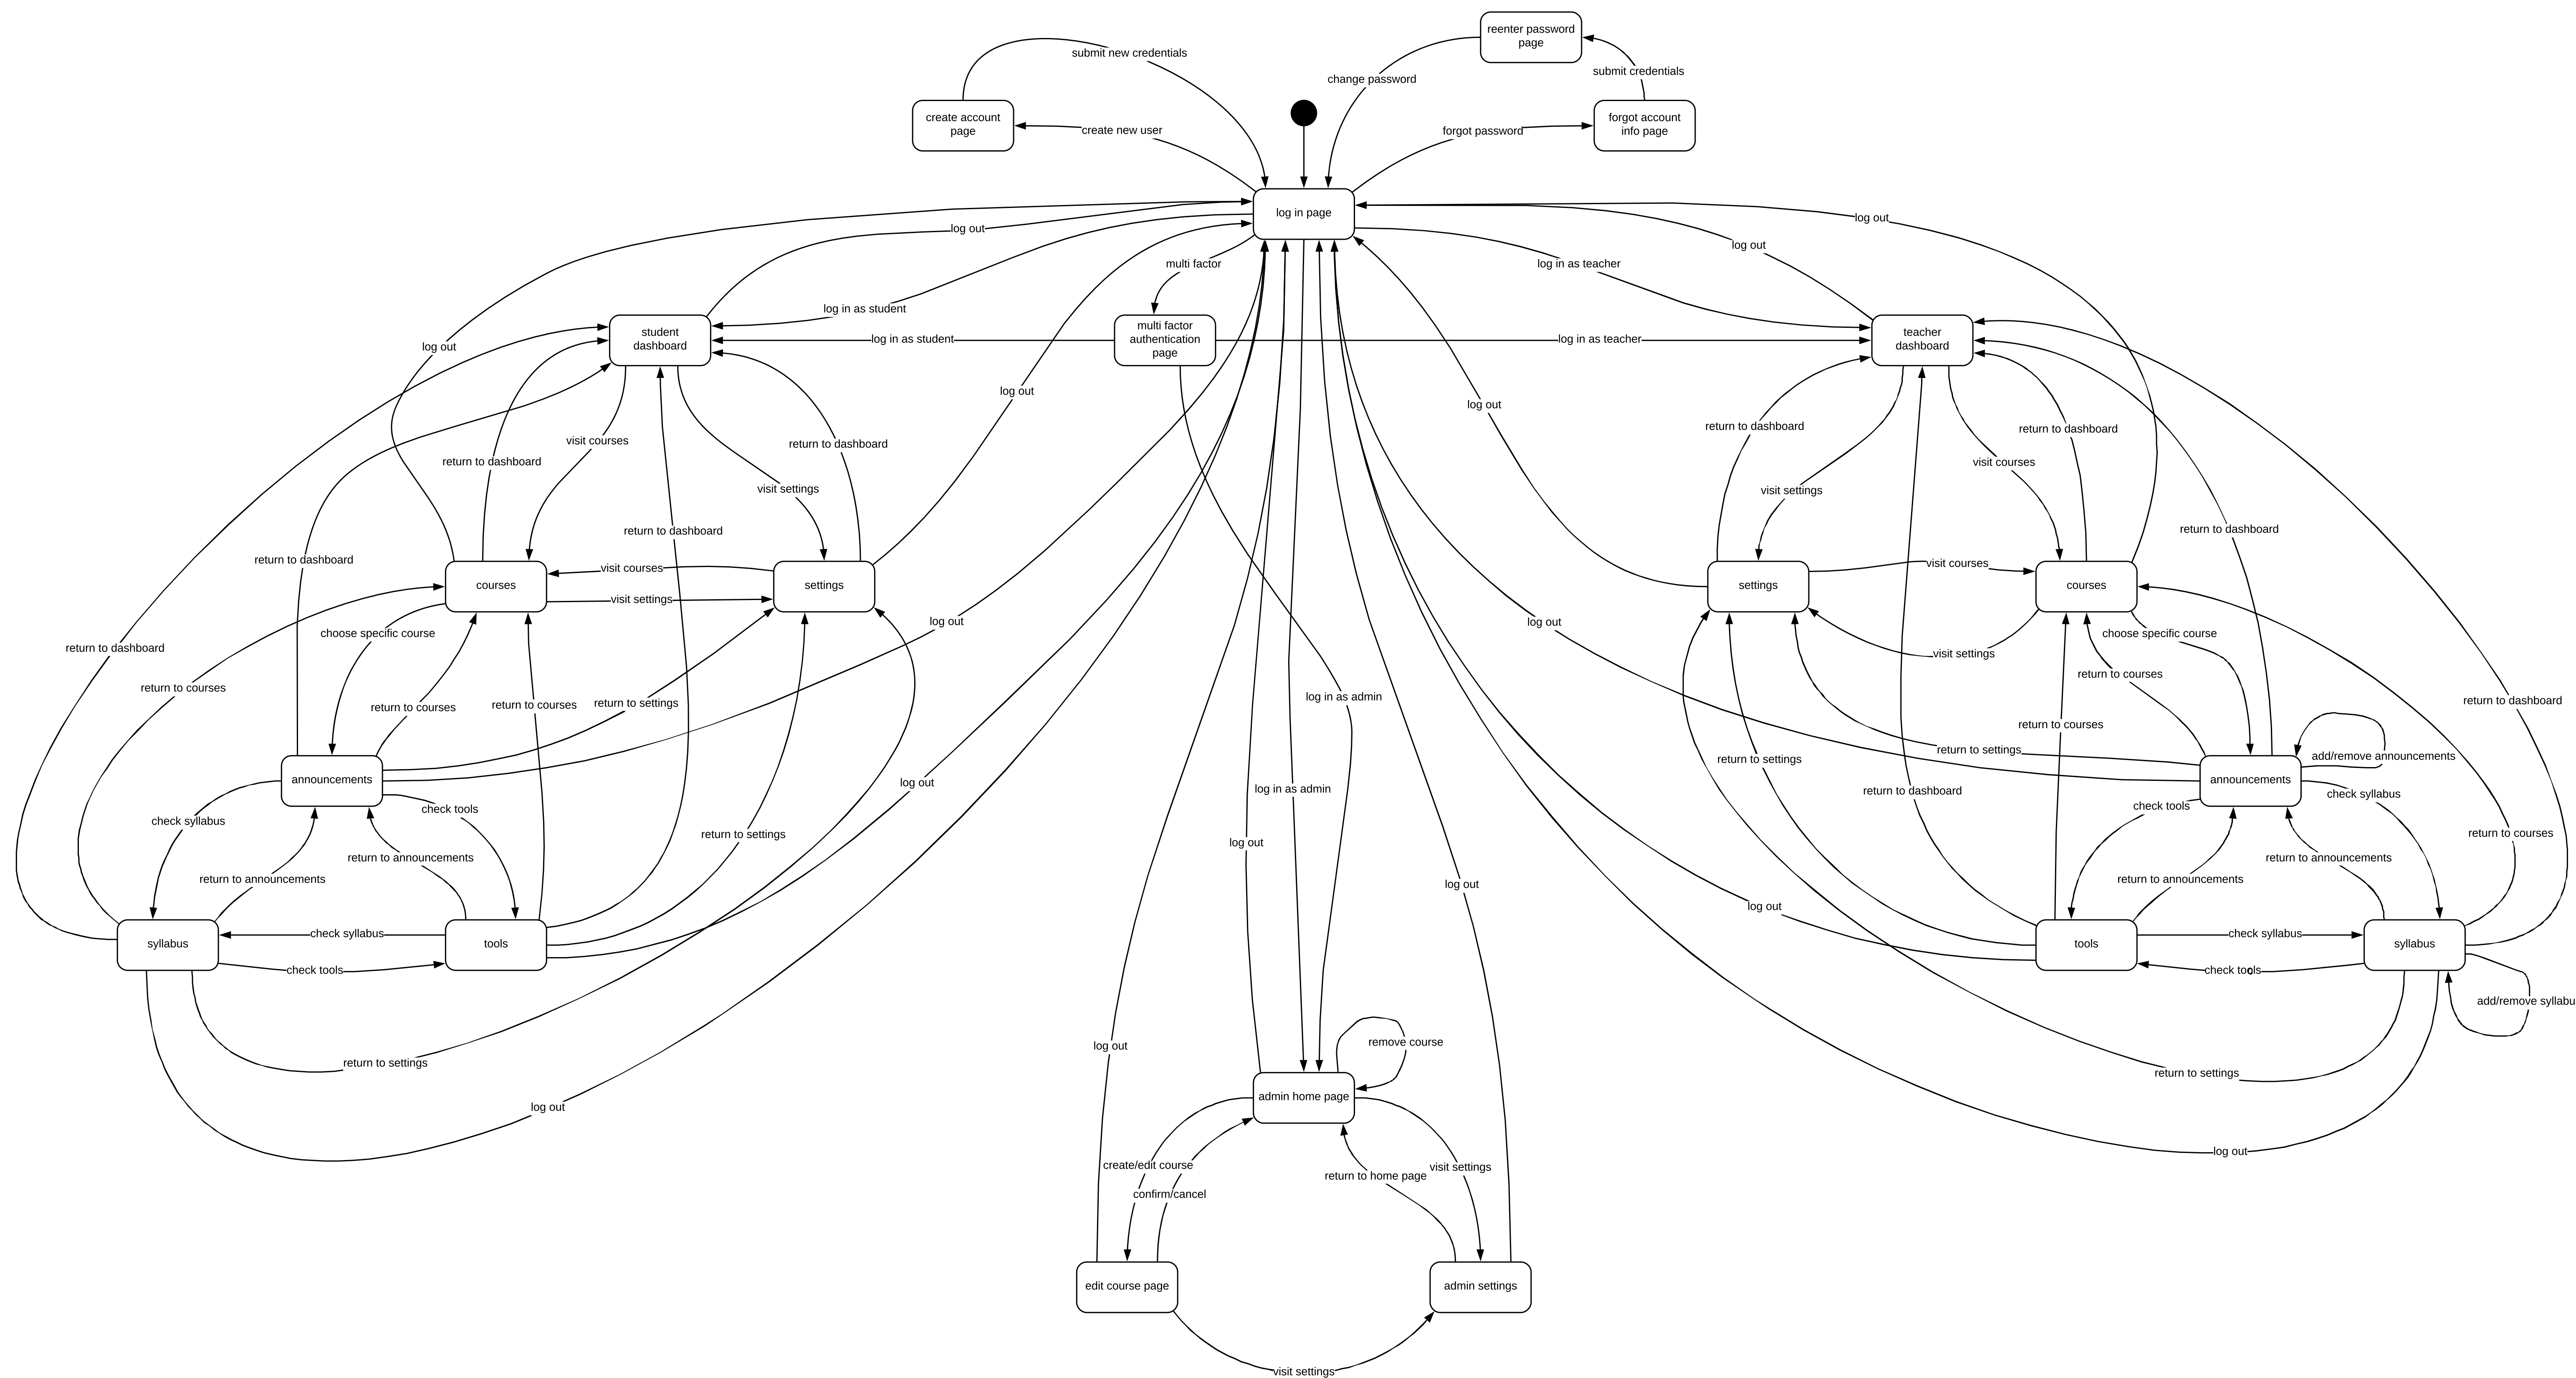 reenter password
page
submit new credentials
submit credentials
change password
create account
page
forgot account
info page
create new user
forgot password
log in page
log out
log out
log out
multi factor
log in as teacher
log in as student
student
dashboard
multi factor
authentication
page
teacher
dashboard
log in as student
log in as teacher
log out
log out
log out
visit courses
return to dashboard
return to dashboard
return to dashboard
return to dashboard
visit courses
visit settings
visit settings
return to dashboard
return to dashboard
return to dashboard
visit courses
visit courses
courses
settings
settings
courses
visit settings
log out
log out
choose specific course
choose specific course
return to dashboard
visit settings
return to courses
return to courses
log in as admin
return to courses
return to courses
return to settings
return to dashboard
return to courses
return to settings
return to settings
add/remove announcements
announcements
announcements
log out
log in as admin
return to dashboard
check syllabus
check tools
check tools
check syllabus
return to settings
log out
return to courses
return to announcements
return to announcements
return to announcements
return to announcements
log out
log out
syllabus
tools
tools
syllabus
check syllabus
check syllabus
check tools
check tools
add/remove syllabu
remove course
log out
return to settings
return to settings
admin home page
log out
log out
create/edit course
visit settings
return to home page
confirm/cancel
edit course page
admin settings
visit settings